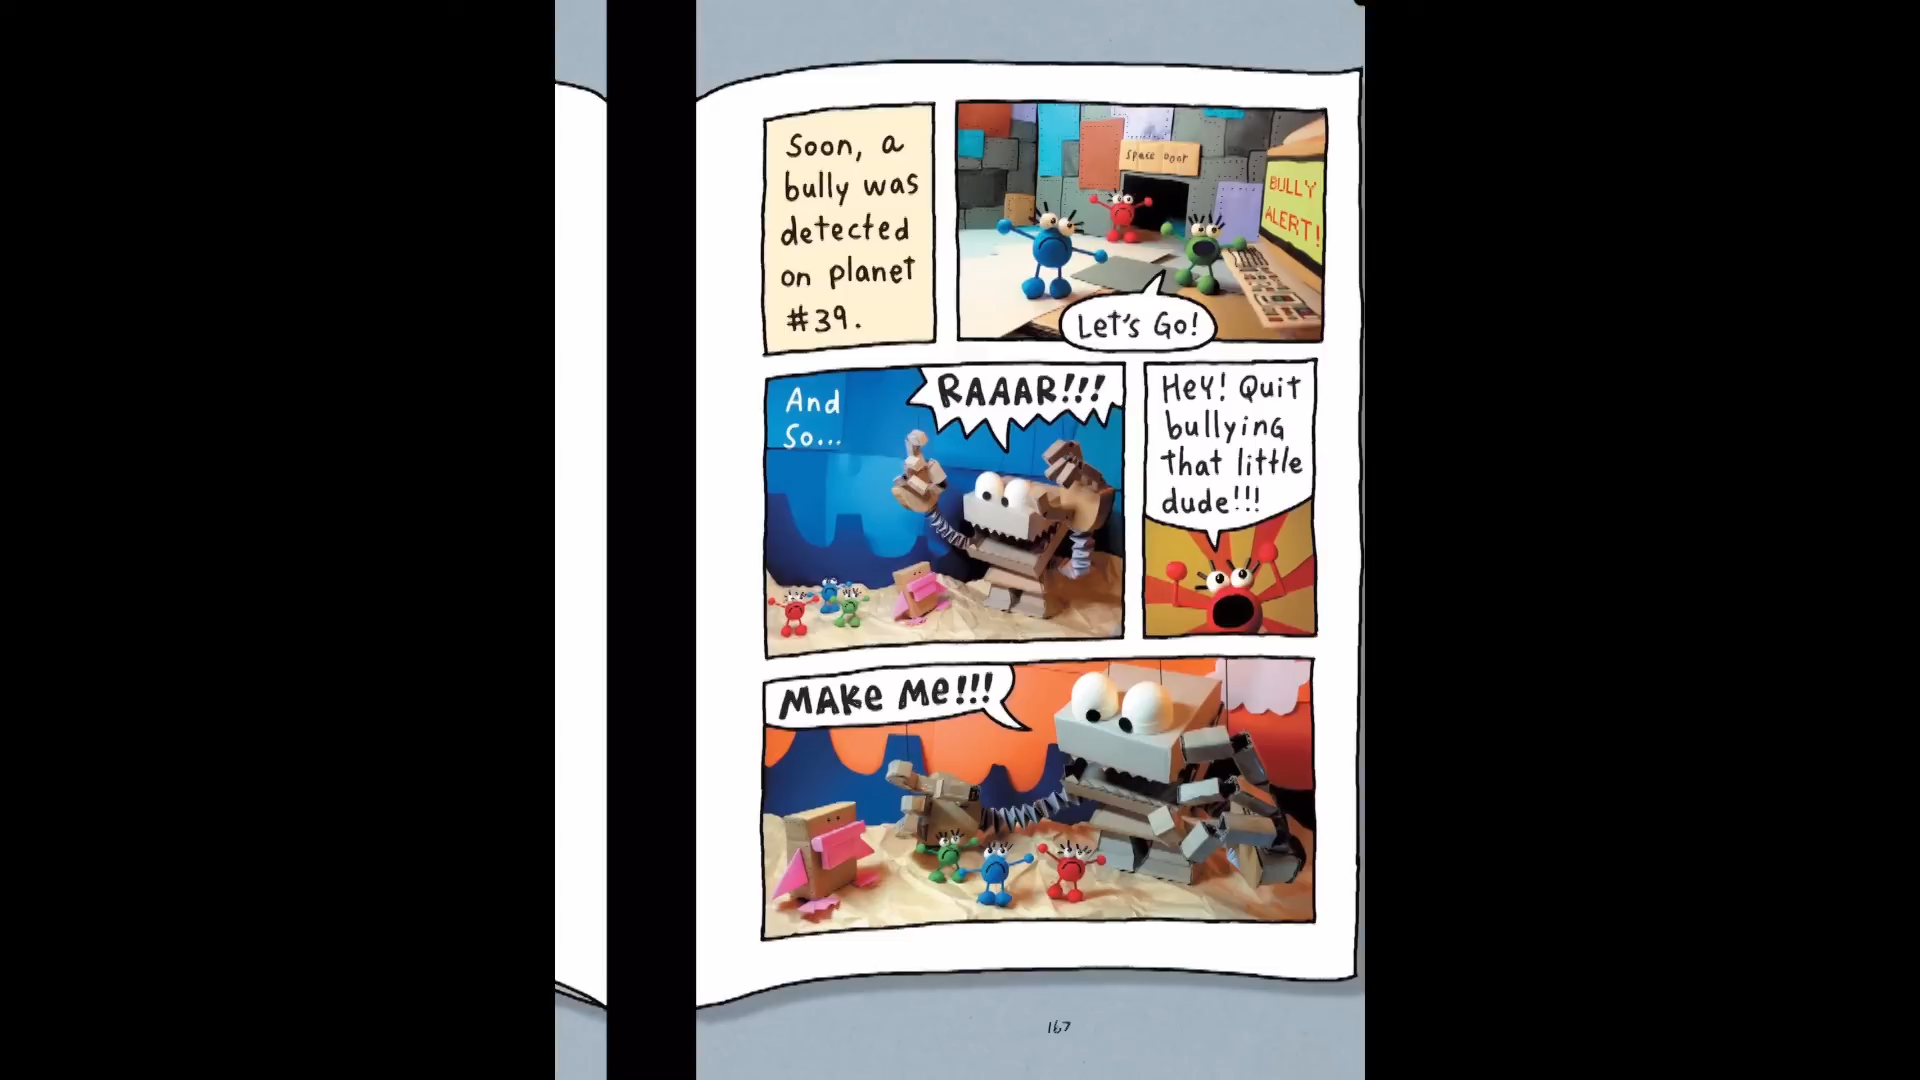 Soon, a
bully was
detected
on planet
#39.
space door
BULLY
ALERT!
Let's Go!
And
So...
RAAAR!!!
Hey! Quit
bullying
that little
dude!!!
MAKE ME!!!
167